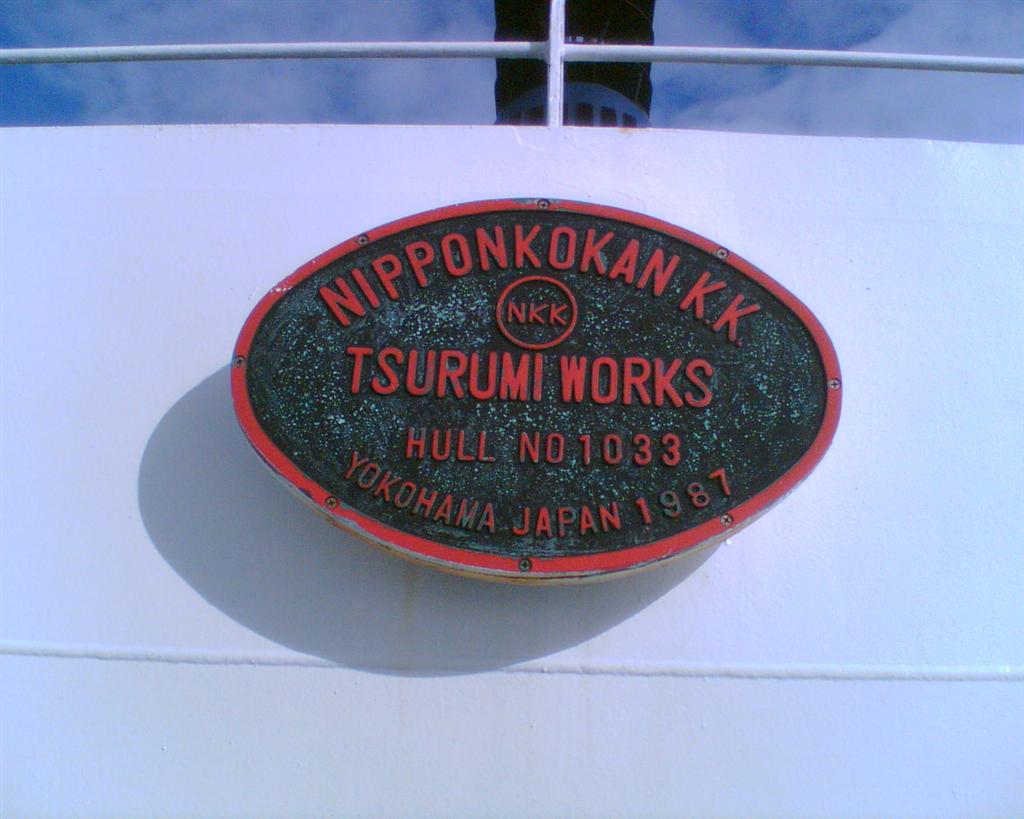 NIPPONKOKAN K.K.
NKK
TSURUMI WORKS
HULL NO 1033
YOKOHAMA JAPAN 1987